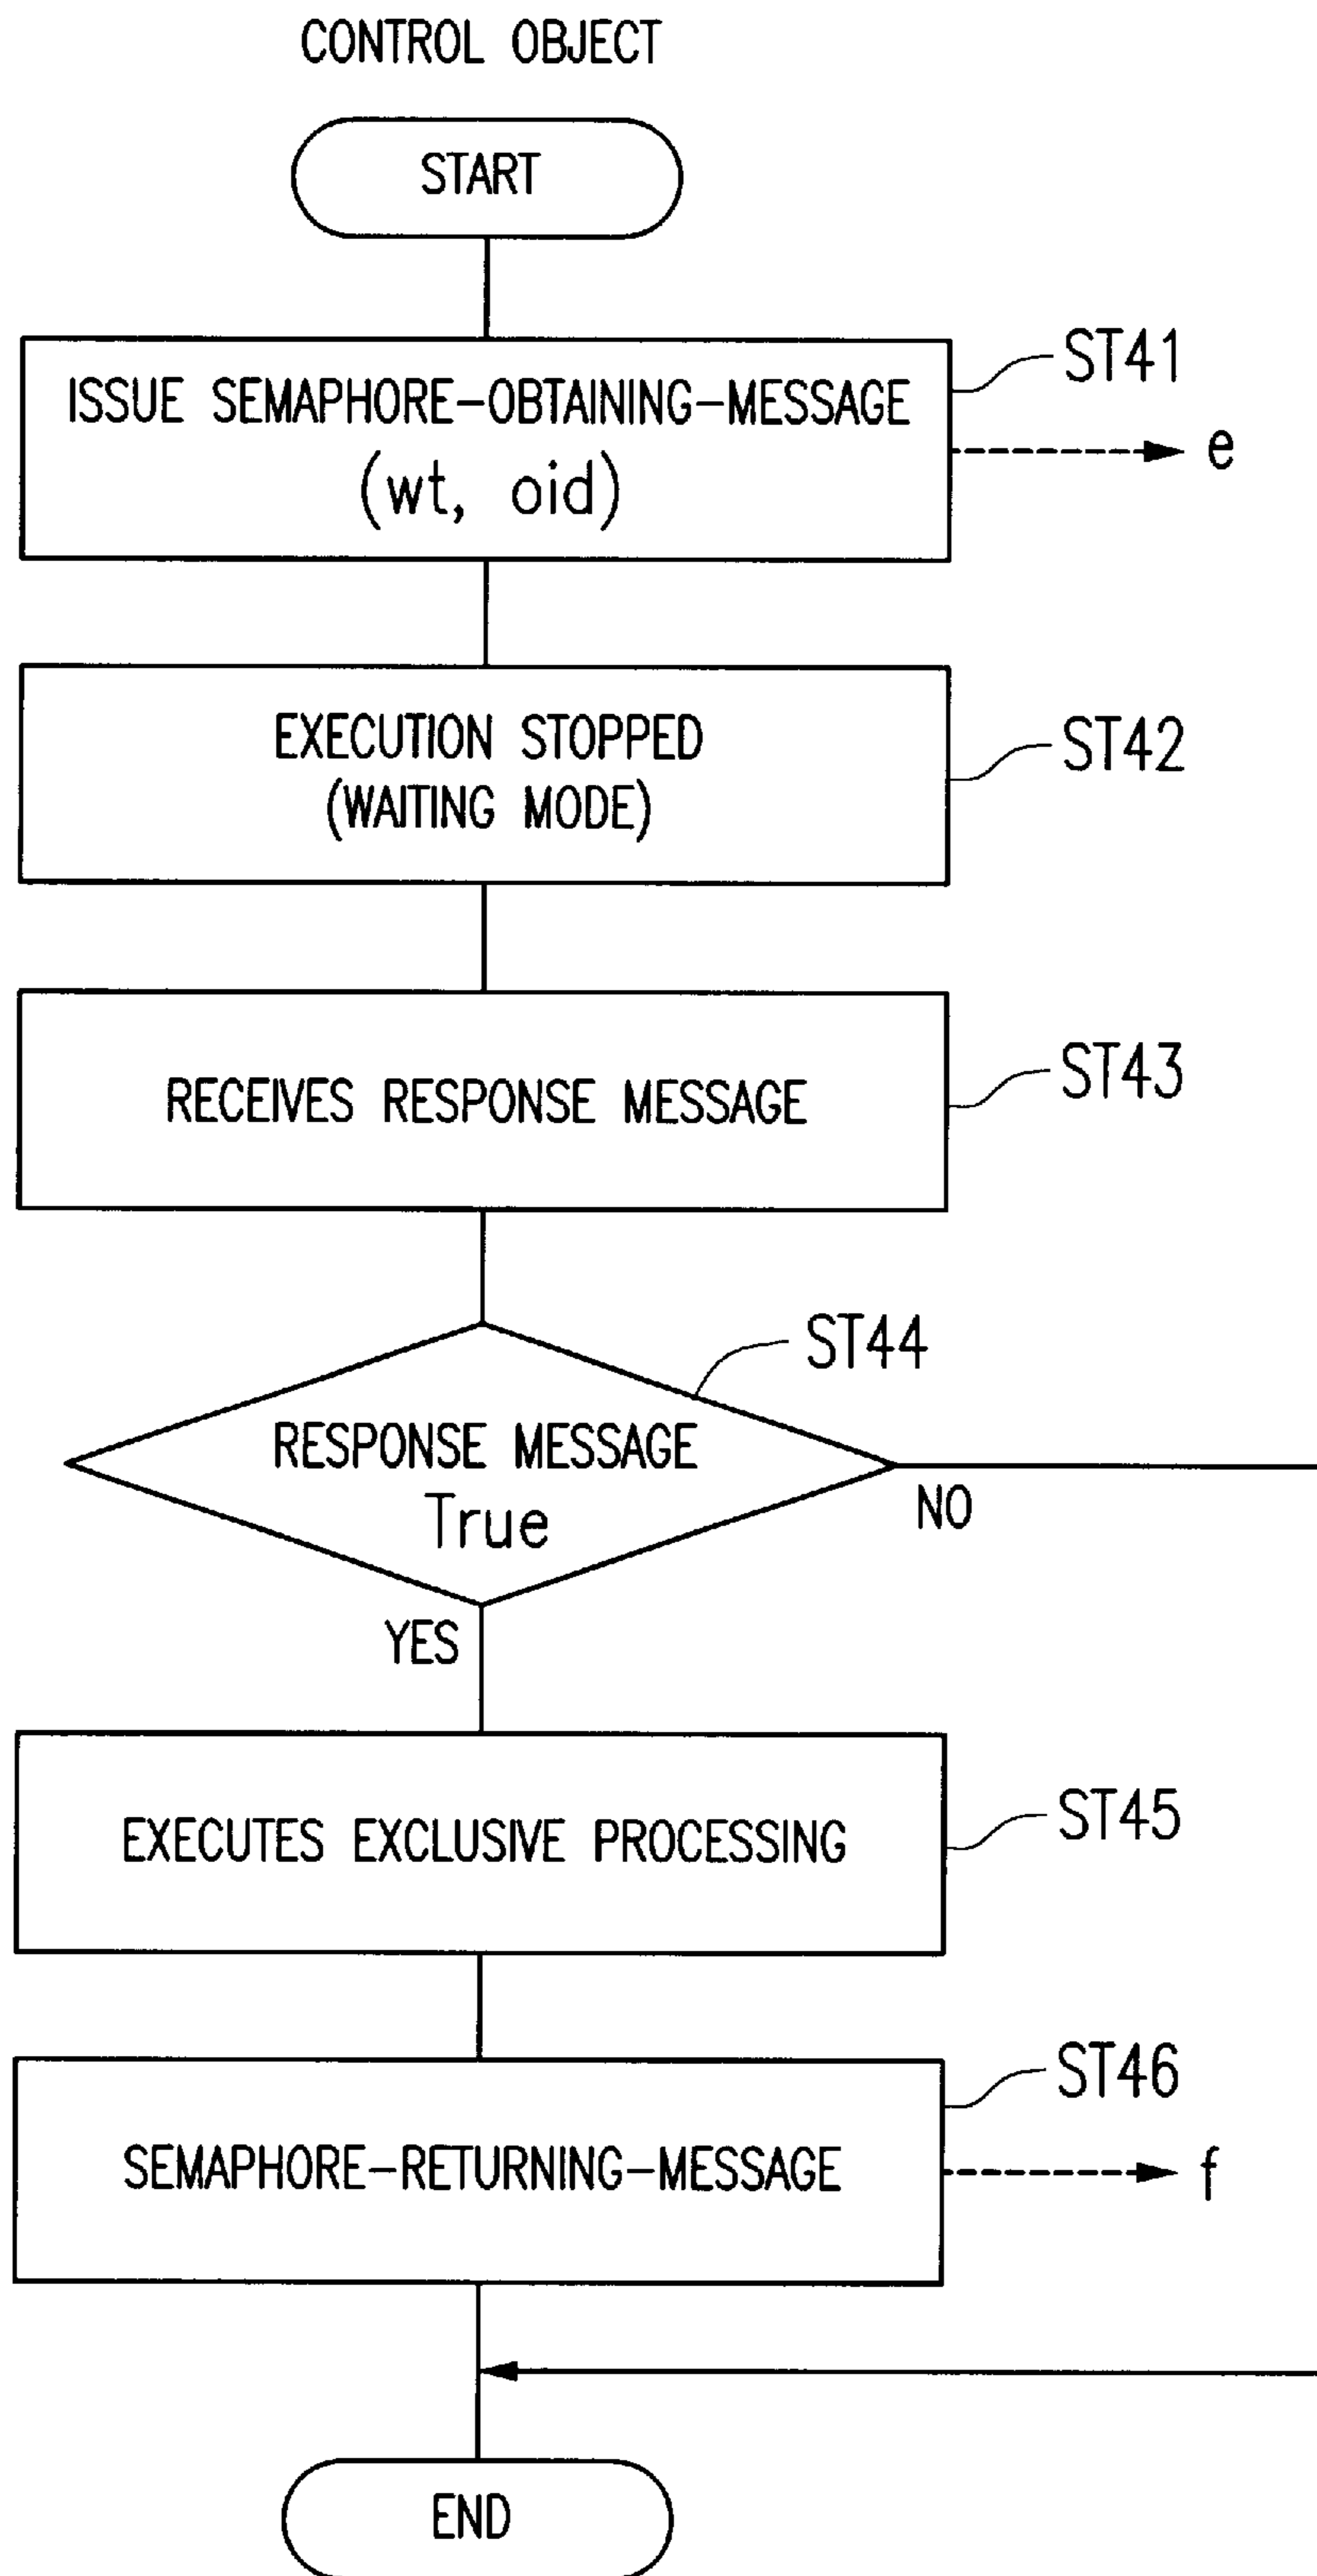 CONTROL OBJECT
START
ISSUE SEMAPHORE-OBTAINING-MESSAGE
(wt, oid)
ST41
e
EXECUTION STOPPED
(WAITING MODE)
ST42
RECEIVES RESPONSE MESSAGE
ST43
ST44
RESPONSE MESSAGE
True
NO
YES
EXECUTES EXCLUSIVE PROCESSING
ST45
ST46
SEMAPHORE-RETURNING-MESSAGE
f
END